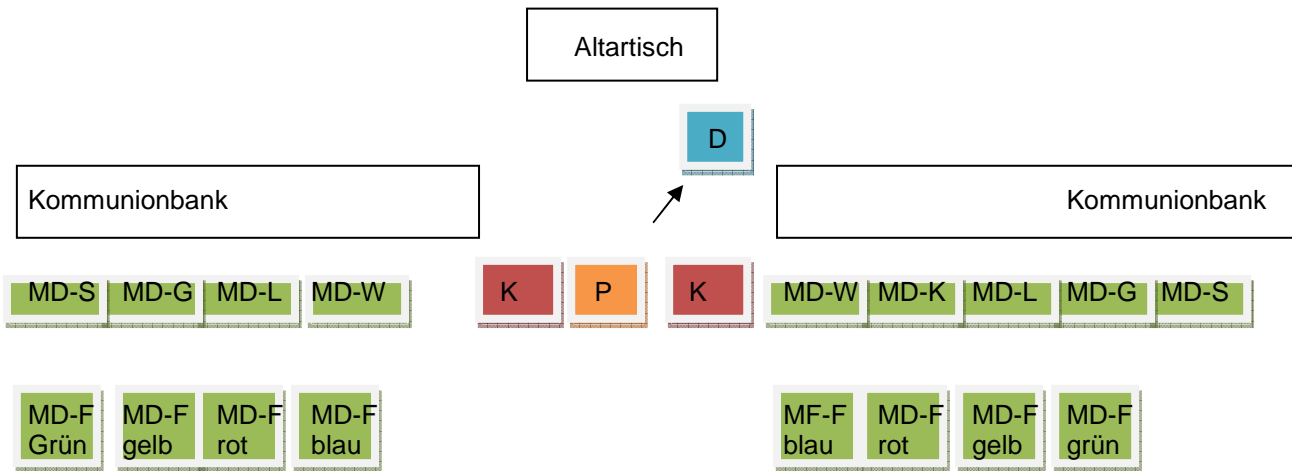 Altartisch
D
Kommunionbank Kommunionbank
MD-S MD-G MD-L MD-W K P K MD-W MD-K MD-L MD-G MD-S
MD-F MD-F MD-F MD-F MF-F MD-F MD-F MD-F
Grün gelb rot blau blau rot gelb grün